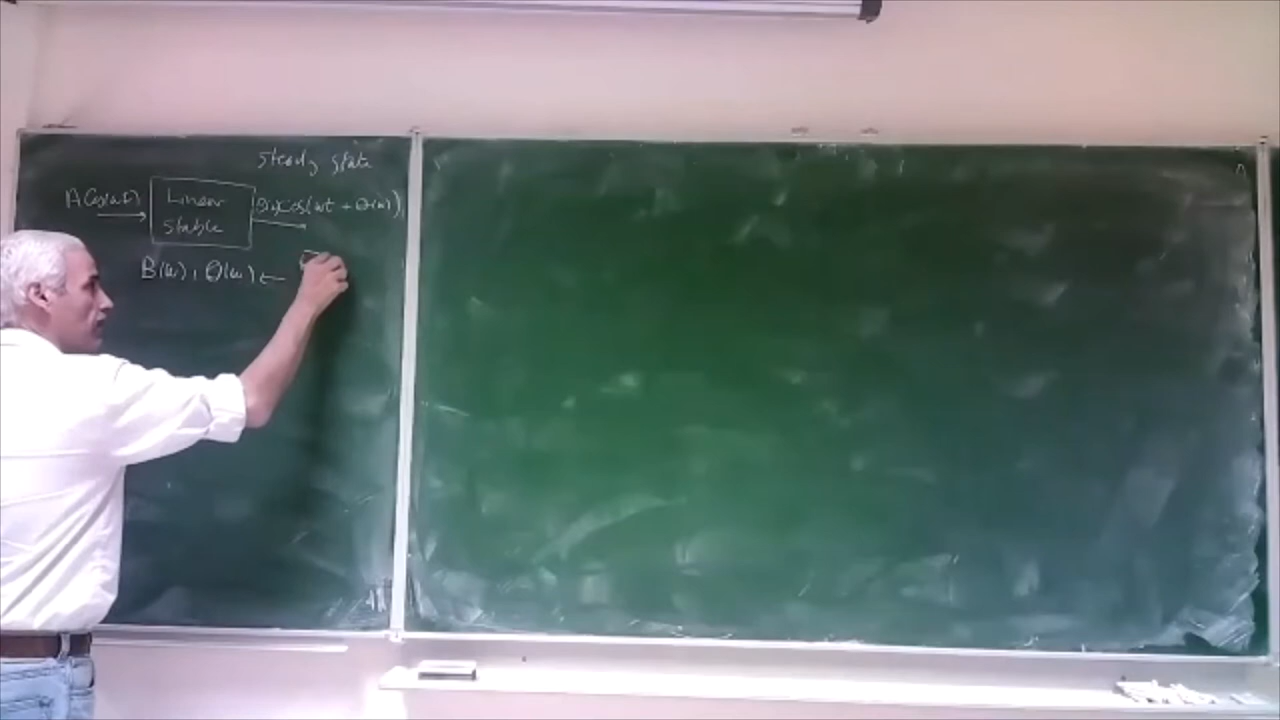 steady state
A Cos(ωt) Linear stable B(ω)Cos(ωt + Θ(ω))
B(ω), Θ(ω) ←